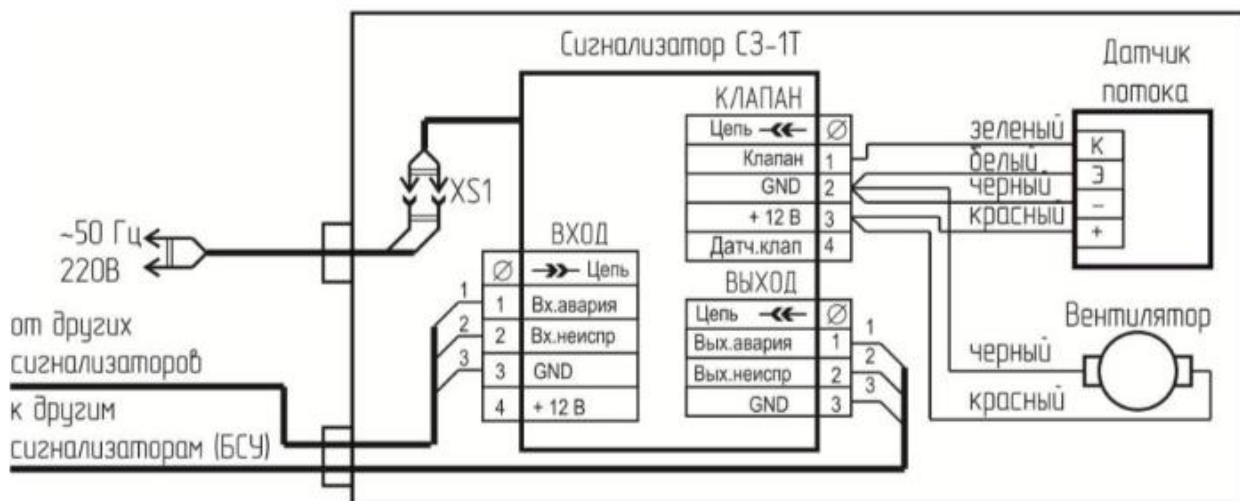 Сигнализатор СЗ-1Т
Датчик
потока
КЛАПАН
Цепь
∅
Клапан
1
GND
2
+ 12 В
3
Датч.клап
4
зеленый
белый
черный
красный
К
Э
–
+
XS1
~50 Гц
220В
ВХОД
∅
Цепь
1
1
Вх.авария
2
2
Вх.неиспр
3
3
GND
4
+ 12 В
ВЫХОД
Цепь
∅
Вых.авария
1
1
Вых.неиспр
2
2
GND
3
3
Вентилятор
черный
красный
от других
сигнализаторов
к другим
сигнализаторам (БСУ)